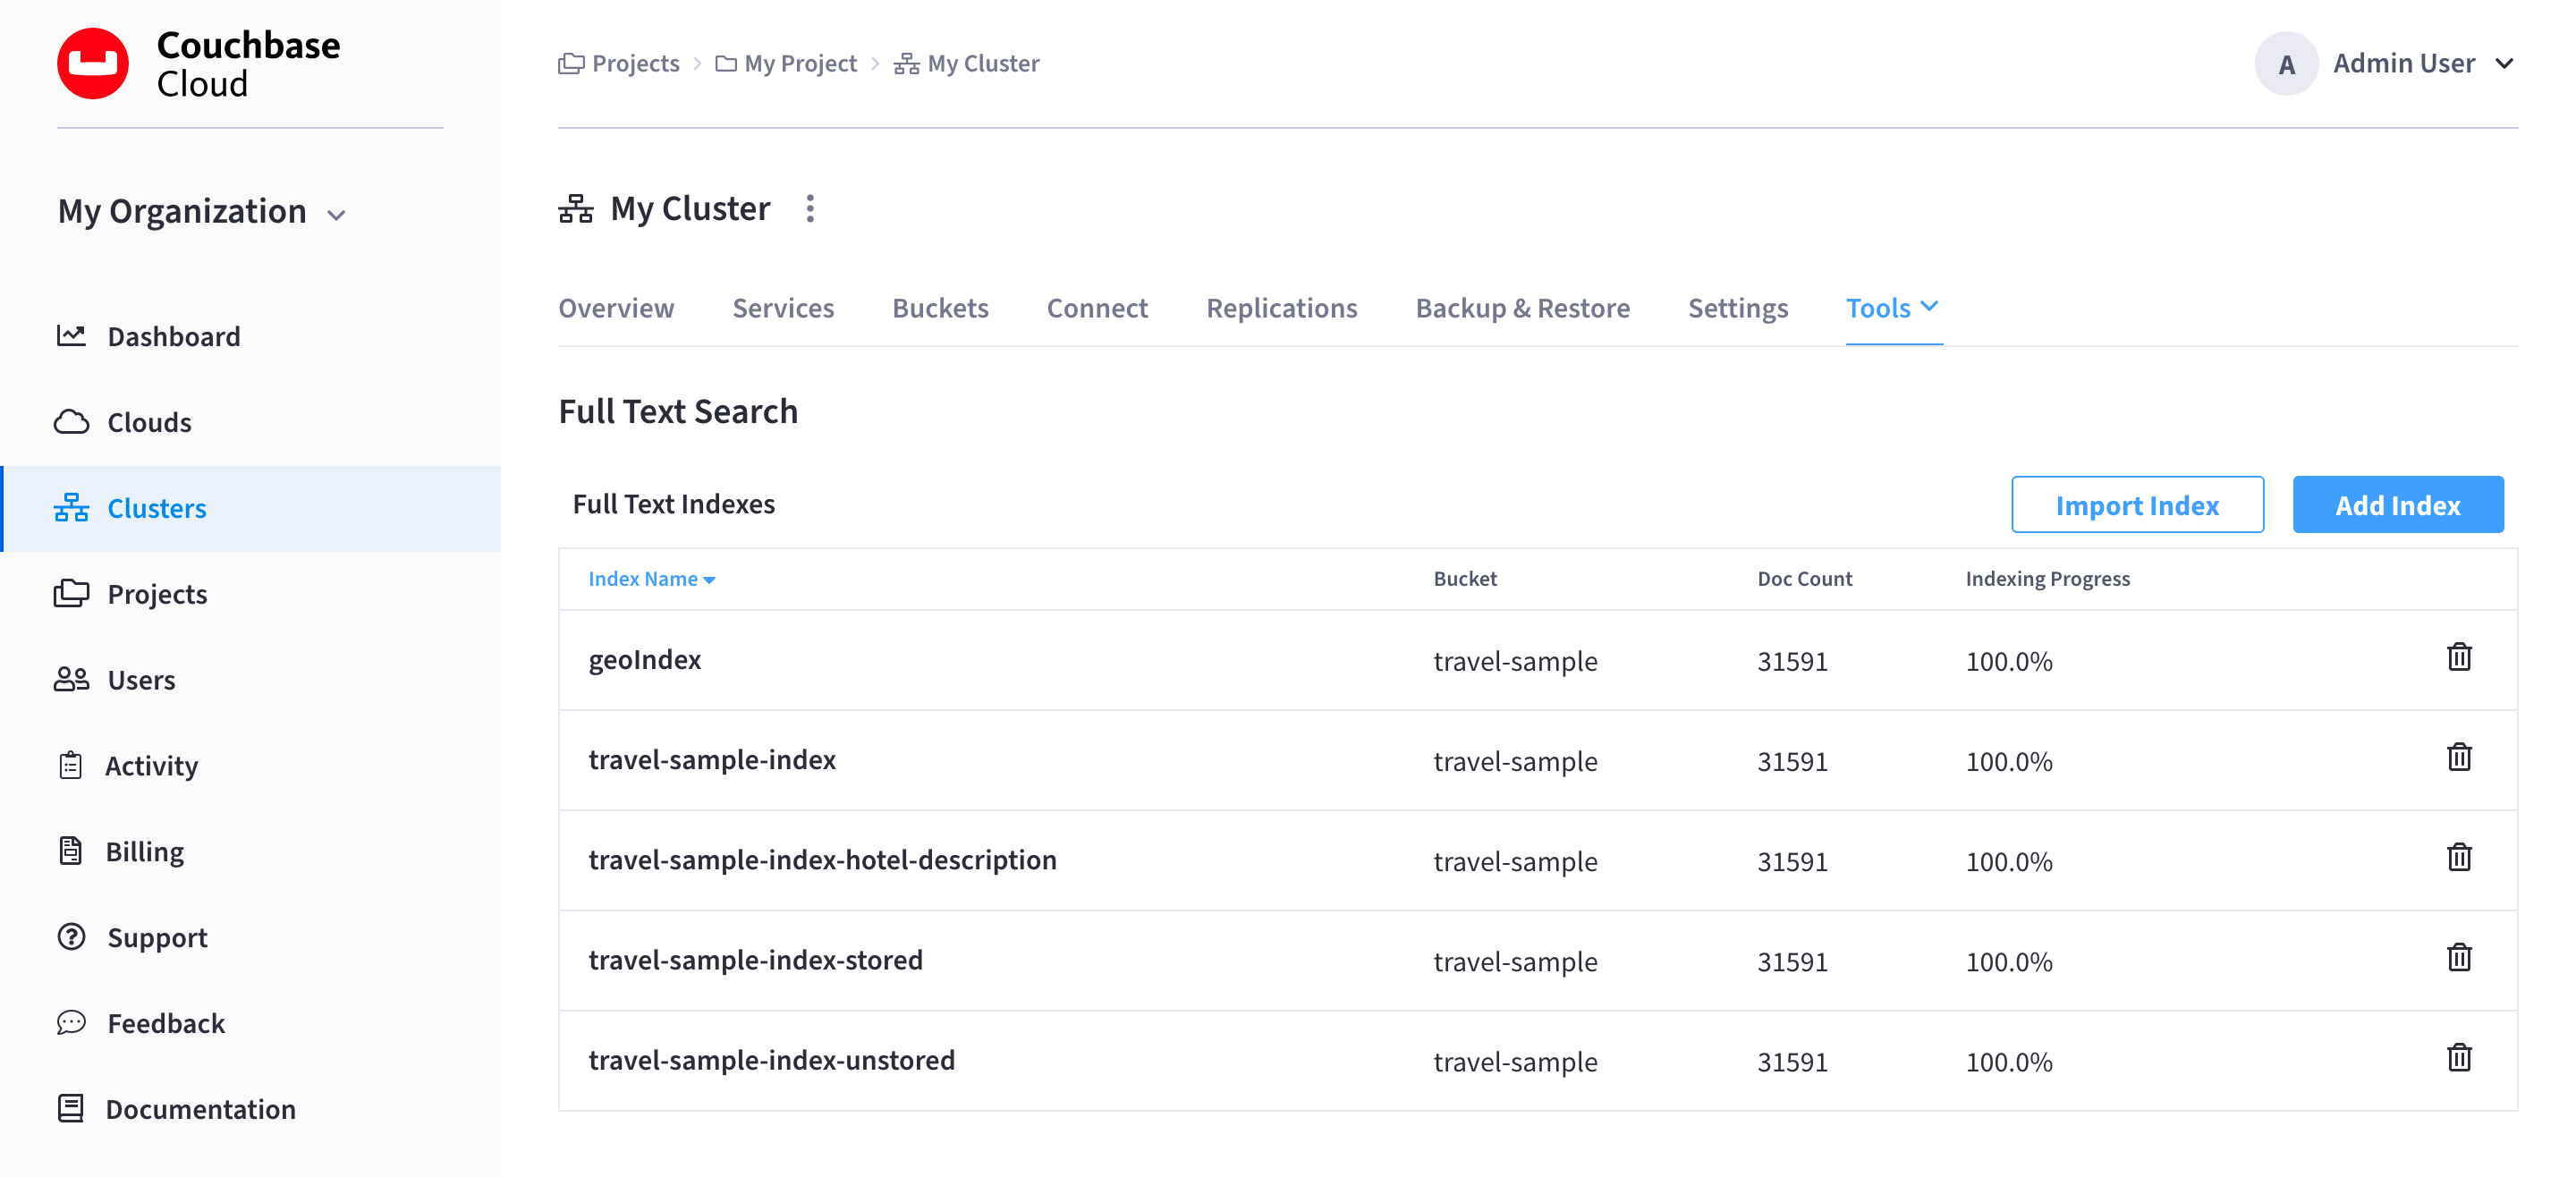 Couchbase
Cloud
My Organization
Dashboard
Clouds
Clusters
Projects
Users
Activity
Billing
Support
Feedback
Documentation
Projects > My Project > My Cluster
A Admin User
My Cluster
Overview Services Buckets Connect Replications Backup & Restore Settings Tools
Full Text Search
Full Text Indexes Import Index Add Index
Index Name Bucket Doc Count Indexing Progress
geoIndex travel-sample 31591 100.0%
travel-sample-index travel-sample 31591 100.0%
travel-sample-index-hotel-description travel-sample 31591 100.0%
travel-sample-index-stored travel-sample 31591 100.0%
travel-sample-index-unstored travel-sample 31591 100.0%